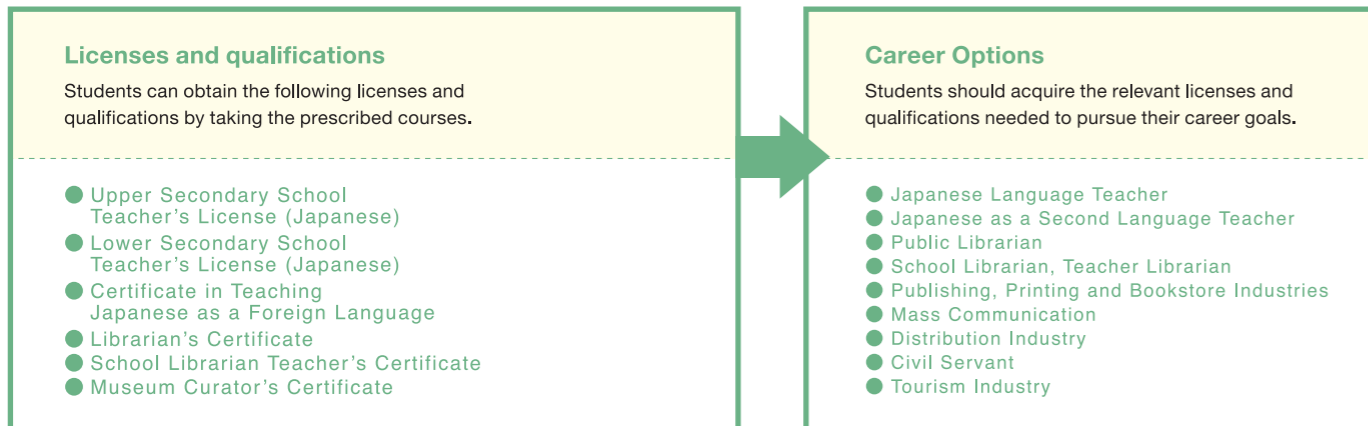 Licenses and qualifications
Students can obtain the following licenses and
qualifications by taking the prescribed courses.
● Upper Secondary School
Teacher's License (Japanese)
● Lower Secondary School
Teacher's License (Japanese)
● Certificate in Teaching
Japanese as a Foreign Language
● Librarian's Certificate
● School Librarian Teacher's Certificate
● Museum Curator's Certificate
Career Options
Students should acquire the relevant licenses and
qualifications needed to pursue their career goals.
● Japanese Language Teacher
● Japanese as a Second Language Teacher
● Public Librarian
● School Librarian, Teacher Librarian
● Publishing, Printing and Bookstore Industries
● Mass Communication
● Distribution Industry
● Civil Servant
● Tourism Industry